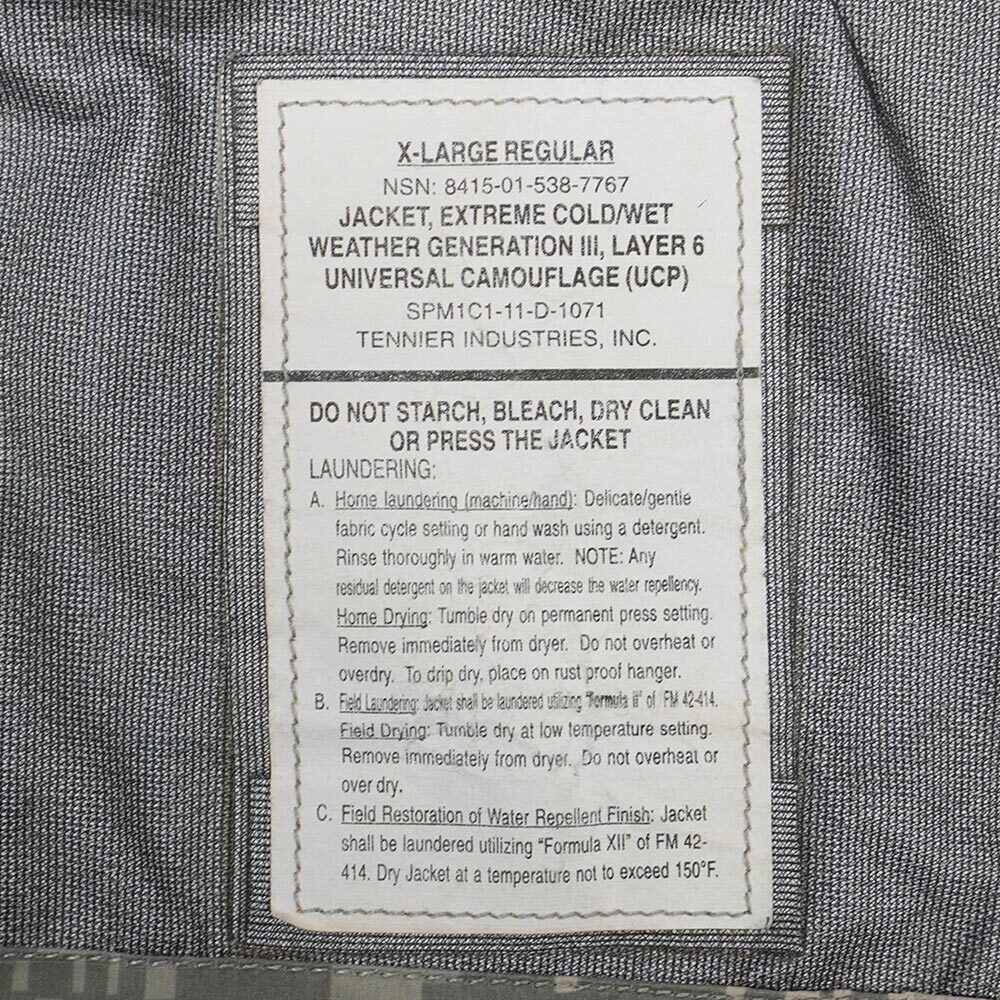 X-LARGE REGULAR
NSN: 8415-01-538-7767
JACKET, EXTREME COLD/WET
WEATHER GENERATION III, LAYER 6
UNIVERSAL CAMOUFLAGE (UCP)
SPM1C1-11-D-1071
TENNIER INDUSTRIES, INC.
DO NOT STARCH, BLEACH, DRY CLEAN
OR PRESS THE JACKET
LAUNDERING:
A. Home laundering (machine/hand): Delicate/gentle
fabric cycle setting or hand wash using a detergent.
Rinse thoroughly in warm water. NOTE: Any
residual detergent on the jacket will decrease the water repellency.
Home Drying: Tumble dry on permanent press setting.
Remove immediately from dryer. Do not overheat or
overdry. To drip dry, place on rust proof hanger.
B. Field Laundering: Jacket shall be laundered utilizing "Formula II" of FM 42-414.
Field Drying: Tumble dry at low temperature setting.
Remove immediately from dryer. Do not overheat or
over dry.
C. Field Restoration of Water Repellent Finish: Jacket
shall be laundered utilizing "Formula XII" of FM 42-
414. Dry Jacket at a temperature not to exceed 150°F.